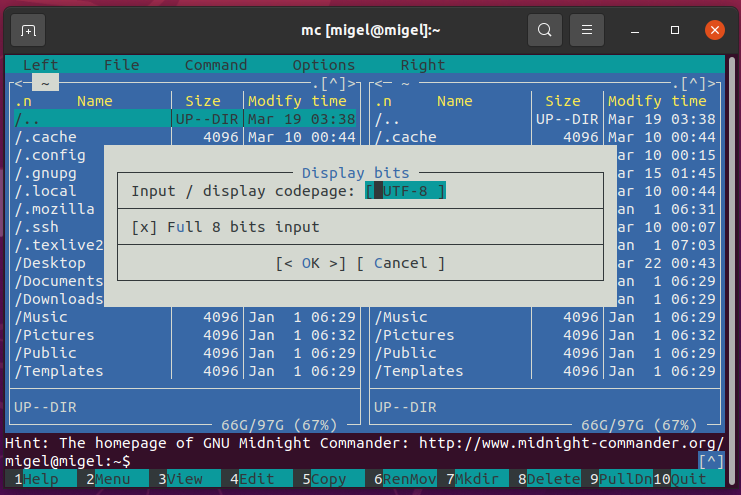 mc [migel@migel]:~
Left File Command Options Right
<─ ~ .[^]> <─ ~ .[^]>
.n Name Size Modify time .n Name Size Modify time
/.. UP--DIR Mar 19 03:38 /.. UP--DIR Mar 19 03:38
/.cache 4096 Mar 10 00:44 /.cache 4096 Mar 10 00:44
/.config ar 10 00:15
/.gnupg ar 15 01:45
/.local ar 10 00:44
/.mozilla an 1 06:31
/.ssh ar 10 00:07
/.texlive2 an 1 07:03
/Desktop ar 22 00:43
/Documents an 1 06:29
/Downloads an 1 06:29
Display bits
Input / display codepage: [ UTF-8 ]
[x] Full 8 bits input
[< OK >] [ Cancel ]
/Music 4096 Jan 1 06:29 /Music 4096 Jan 1 06:29
/Pictures 4096 Jan 1 06:32 /Pictures 4096 Jan 1 06:32
/Public 4096 Jan 1 06:29 /Public 4096 Jan 1 06:29
/Templates 4096 Jan 1 06:29 /Templates 4096 Jan 1 06:29
UP--DIR UP--DIR
66G/97G (67%) 66G/97G (67%)
Hint: The homepage of GNU Midnight Commander: http://www.midnight-commander.org/
migel@migel:~$ [^]
1Help 2Menu 3View 4Edit 5Copy 6RenMov 7Mkdir 8Delete 9PullDn 10Quit